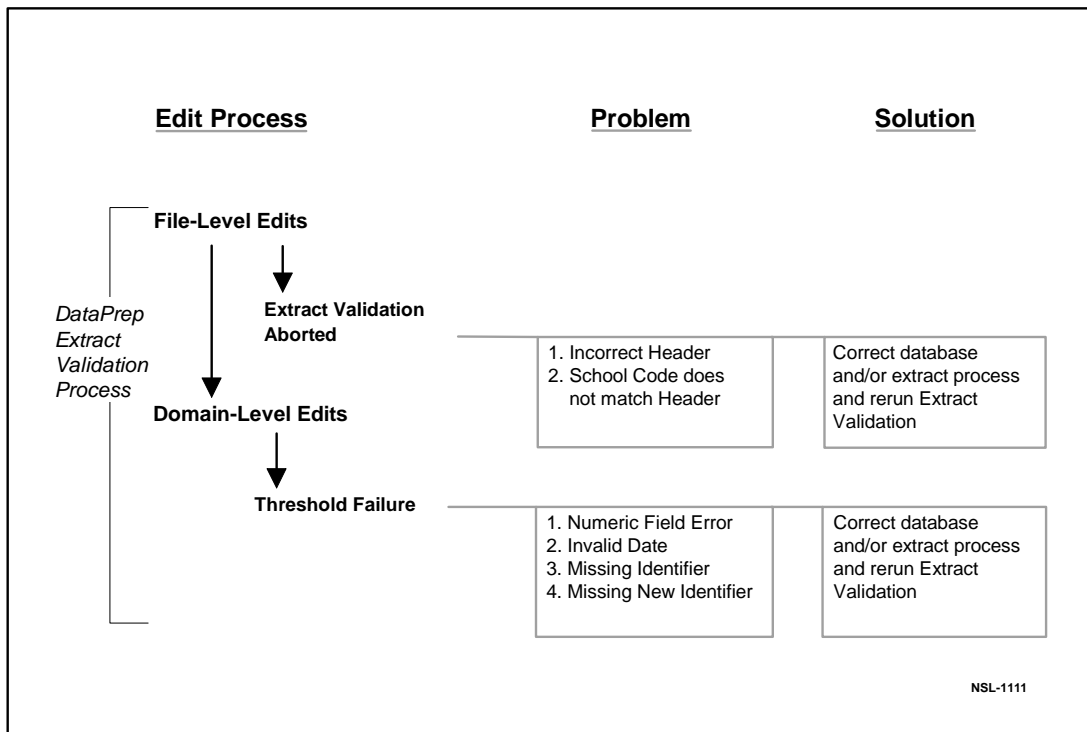 Edit Process
Problem
Solution
File-Level Edits
DataPrep
Extract
Validation
Process
Extract Validation
Aborted
1. Incorrect Header
2. School Code does
not match Header
Correct database
and/or extract process
and rerun Extract
Validation
Domain-Level Edits
Threshold Failure
1. Numeric Field Error
2. Invalid Date
3. Missing Identifier
4. Missing New Identifier
Correct database
and/or extract process
and rerun Extract
Validation
NSL-1111